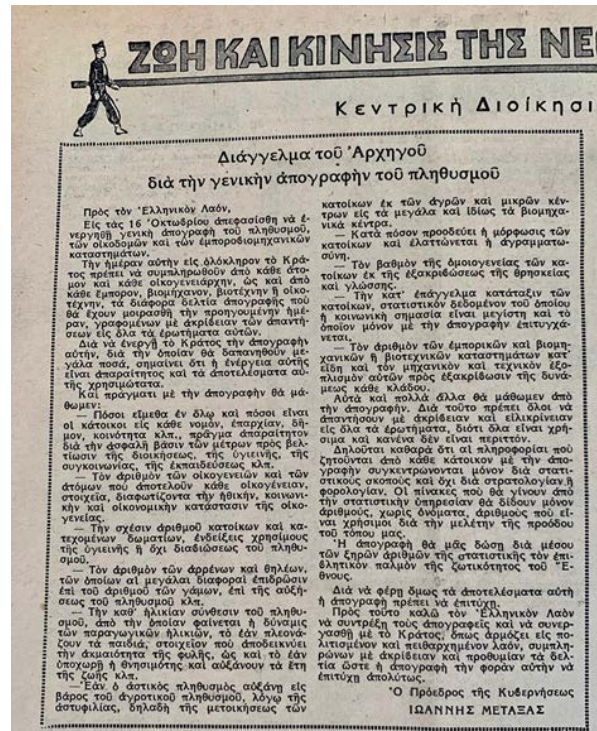 ΖΩΗ ΚΑΙ ΚΙΝΗΣΙΣ ΤΗΣ ΝΕ
Κεντρικὴ Διοίκησι
Διάγγελμα τοῦ Ἀρχηγοῦ
διὰ τὴν γενικὴν ἀπογραφὴν τοῦ πληθυσμοῦ
Πρὸς τὸν Ἑλληνικὸν Λαόν,
Εἰς τὰς 16 Ὀκτωβρίου ἀπεφασίσθη νὰ ἐ-
νεργηθῇ γενικὴ ἀπογραφὴ τοῦ πληθυσμοῦ,
τῶν οἰκοδομῶν καὶ τῶν ἐμποροβιομηχανικῶν
καταστημάτων.
Τὴν ἡμέραν αὐτὴν εἰς ὁλόκληρον τὸ Κρά-
τος πρέπει νὰ συμπληρωθοῦν ἀπὸ κάθε ἄτο-
μον καὶ κάθε οἰκογενειάρχην, ὡς καὶ ἀπὸ
κάθε ἔμπορον, βιομήχανον, βιοτέχνην ἢ οἰκο-
τέχνην, τὰ διάφορα δελτία ἀπογραφῆς ποὺ
θὰ ἔχουν μοιρασθῆ τὴν προηγουμένην ἡμέ-
ραν, γραφομένων μὲ ἀκρίβειαν τῶν ἀπαντή-
σεων εἰς ὅλα τὰ ἐρωτήματα αὐτῶν.
Διὰ νὰ ἐνεργῇ τὸ Κράτος τὴν ἀπογραφὴν
αὐτήν, διὰ τὴν ὁποίαν θὰ δαπανηθοῦν με-
γάλα ποσά, σημαίνει ὅτι ἡ ἐνέργεια αὐτὴ
εἶναι ἀπαραίτητος καὶ τὰ ἀποτελέσματα αὐ-
τῆς χρησιμώτατα.
Καὶ πράγματι μὲ τὴν ἀπογραφὴν θὰ μά-
θωμεν:
— Πόσοι εἴμεθα ἐν ὅλῳ καὶ πόσοι εἶναι
οἱ κάτοικοι εἰς κάθε νομόν, ἐπαρχίαν, δῆ-
μον, κοινότητα κλπ., πρᾶγμα ἀπαραίτητον
διὰ τὴν ἀσφαλῆ βάσιν τῶν μέτρων πρὸς βελ-
τίωσιν τῆς διοικήσεως, τῆς ὑγιεινῆς, τῆς
συγκοινωνίας, τῆς ἐκπαιδεύσεως κλπ.
— Τὸν ἀριθμὸν τῶν οἰκογενειῶν καὶ τῶν
ἀτόμων ποὺ ἀποτελοῦν κάθε οἰκογένειαν,
στοιχεῖα, διαφωτίζοντα τὴν ἠθικήν, κοινωνι-
κὴν καὶ οἰκονομικὴν κατάστασιν τῆς οἰκο-
γενείας.
— Τὴν σχέσιν ἀριθμοῦ κατοίκων καὶ κα-
τεχομένων δωματίων, ἐνδείξεις χρησίμους
τῆς ὑγιεινῆς ἢ ὄχι διαβιώσεως τοῦ πληθυ-
σμοῦ.
— Τὸν ἀριθμὸν τῶν ἀρρένων καὶ θηλέων,
τῶν ὁποίων αἱ μεγάλαι διαφοραὶ ἐπιδρῶσιν
ἐπὶ τοῦ ἀριθμοῦ τῶν γάμων, ἐπὶ τῆς αὐξή-
σεως τοῦ πληθυσμοῦ κλπ.
— Τὴν καθ' ἡλικίαν σύνθεσιν τοῦ πληθυ-
σμοῦ, ἀπὸ τὴν ὁποίαν φαίνεται ἡ δύναμις
τῶν παραγωγικῶν ἡλικιῶν, τὸ ἐὰν πλεονά-
ζουν τὰ παιδιά, στοιχεῖον ποὺ ἀποδεικνύει
τὴν ἀκμαιότητα τῆς φυλῆς, ὡς καὶ τὸ ἐὰν
ὑποχωρῇ ἡ θνησιμότης καὶ αὐξάνουν τὰ ἔτη
τῆς ζωῆς κλπ.
— Ἐὰν ὁ ἀστικὸς πληθυσμὸς αὐξάνῃ εἰς
βάρος τοῦ ἀγροτικοῦ πληθυσμοῦ, λόγῳ τῆς
ἀστυφιλίας, δηλαδὴ τῆς μετοικήσεως τῶν
κατοίκων ἐκ τῶν ἀγρῶν καὶ μικρῶν κέν-
τρων εἰς τὰ μεγάλα καὶ ἰδίως τὰ βιομηχα-
νικὰ κέντρα.
— Κατὰ πόσον προοδεύει ἡ μόρφωσις τῶν
κατοίκων καὶ ἐλαττώνεται ἡ ἀγραμματω-
σύνη.
— Τὸν βαθμὸν τῆς ὁμοιογενείας τῶν κα-
τοίκων ἐκ τῆς ἐξακριβώσεως τῆς θρησκείας
καὶ γλώσσης.
— Τὴν κατ' ἐπάγγελμα κατάταξιν τῶν
κατοίκων, στατιστικὸν δεδομένον τοῦ ὁποίου
ἡ κοινωνικὴ σημασία εἶναι μεγίστη καὶ τὸ
ὁποῖον μόνον μὲ τὴν ἀπογραφὴν ἐπιτυγχά-
νεται,
— Τὸν ἀριθμὸν τῶν ἐμπορικῶν καὶ βιομη-
χανικῶν ἢ βιοτεχνικῶν καταστημάτων κατ'
εἴδη καὶ τὸν μηχανικὸν καὶ τεχνικὸν ἐξο-
πλισμὸν αὐτῶν πρὸς ἐξακρίβωσιν τῆς δυνά-
μεως κάθε κλάδου.
Αὐτὰ καὶ πολλὰ ἄλλα θὰ μάθωμεν ἀπὸ
τὴν ἀπογραφήν. Διὰ τοῦτο πρέπει ὅλοι νὰ
ἀπαντήσουν μὲ ἀκρίβειαν καὶ εἰλικρίνειαν
εἰς ὅλα τὰ ἐρωτήματα, διότι ὅλα εἶναι χρή-
σιμα καὶ κανένα δὲν εἶναι περιττόν.
Δηλοῦται καθαρὰ ὅτι αἱ πληροφορίαι ποὺ
ζητοῦνται ἀπὸ κάθε κάτοικον μὲ τὴν ἀπο-
γραφὴν συγκεντρώνονται μόνον διὰ στατι-
στικοὺς σκοποὺς καὶ ὄχι διὰ στρατολογίαν ἢ
φορολογίαν. Οἱ πίνακες ποὺ θὰ γίνουν ἀπὸ
τὴν στατιστικὴν ὑπηρεσίαν θὰ δίδουν μόνον
ἀριθμούς, χωρὶς ὀνόματα, ἀριθμοὺς ποὺ εἶ-
ναι χρήσιμοι διὰ τὴν μελέτην τῆς προόδου
τοῦ τόπου μας.
Ἡ ἀπογραφὴ θὰ μᾶς δώσῃ διὰ μέσου
τῶν ξηρῶν ἀριθμῶν τῆς στατιστικῆς τὸν ἐπι-
βλητικὸν παλμὸν τῆς ζωτικότητος τοῦ Ἔ-
θνους.
Διὰ νὰ φέρῃ ὅμως τὰ ἀποτελέσματα αὐτὰ
ἡ ἀπογραφὴ πρέπει νὰ ἐπιτύχῃ.
Πρὸς τοῦτο καλῶ τὸν Ἑλληνικὸν Λαὸν
νὰ συντρέξῃ τοὺς ἀπογραφεῖς καὶ νὰ συνερ-
γασθῇ μὲ τὸ Κράτος, ὅπως ἁρμόζει εἰς πο-
λιτισμένον καὶ πειθαρχημένον λαόν, συμπλη-
ρώνων μὲ ἀκρίβειαν καὶ προθυμίαν τὰ δελ-
τία ὥστε ἡ ἀπογραφὴ τὴν φορὰν αὐτὴν νὰ
ἐπιτύχῃ ἀπολύτως.
Ὁ Πρόεδρος τῆς Κυβερνήσεως
ΙΩΑΝΝΗΣ ΜΕΤΑΞΑΣ